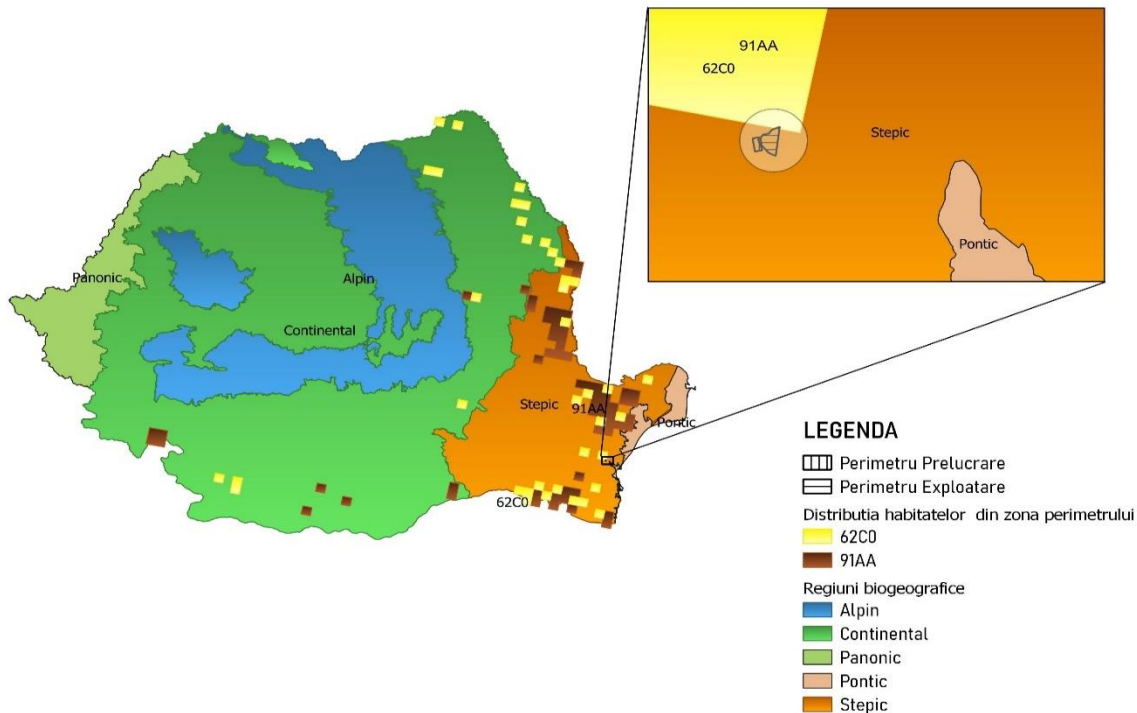 91AA
62C0
Stepic
Pontic
Panonic
Alpin
Continental
Stepic
91AA
Pontic
62C0
LEGENDA
Perimetru Prelucrare
Perimetru Exploatare
Distributia habitatelor din zona perimetrului
62C0
91AA
Regiuni biogeografice
Alpin
Continental
Panonic
Pontic
Stepic